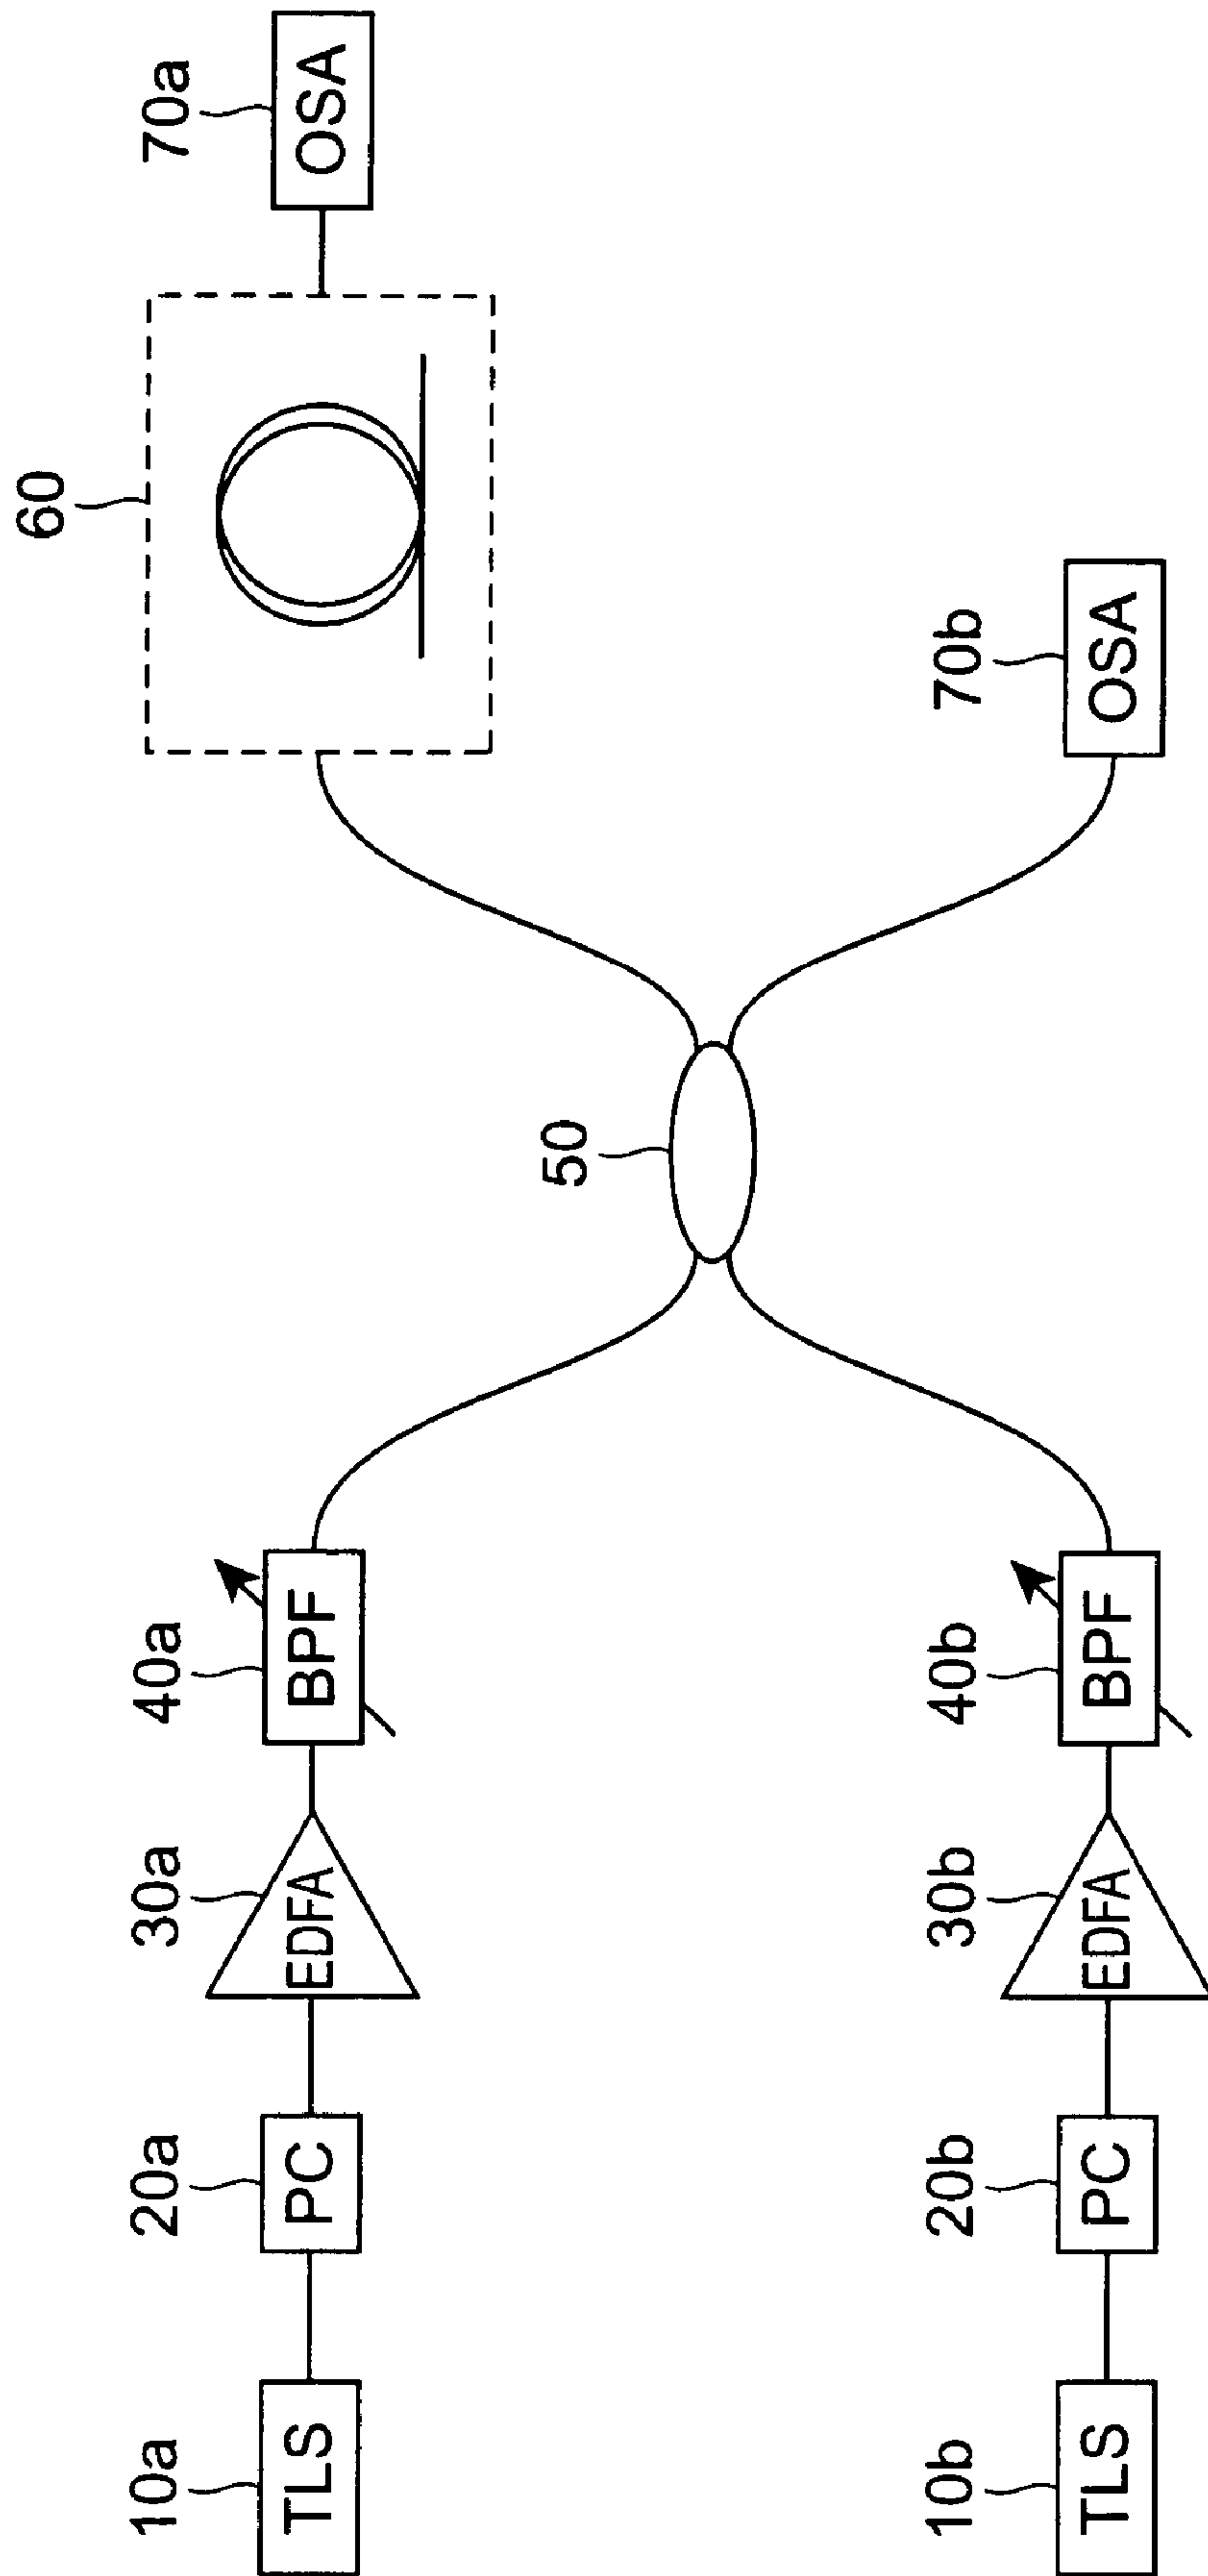 10a
TLS
20a
PC
30a
EDFA
40a
BPF
50
60
70a
OSA
10b
TLS
20b
PC
30b
EDFA
40b
BPF
70b
OSA